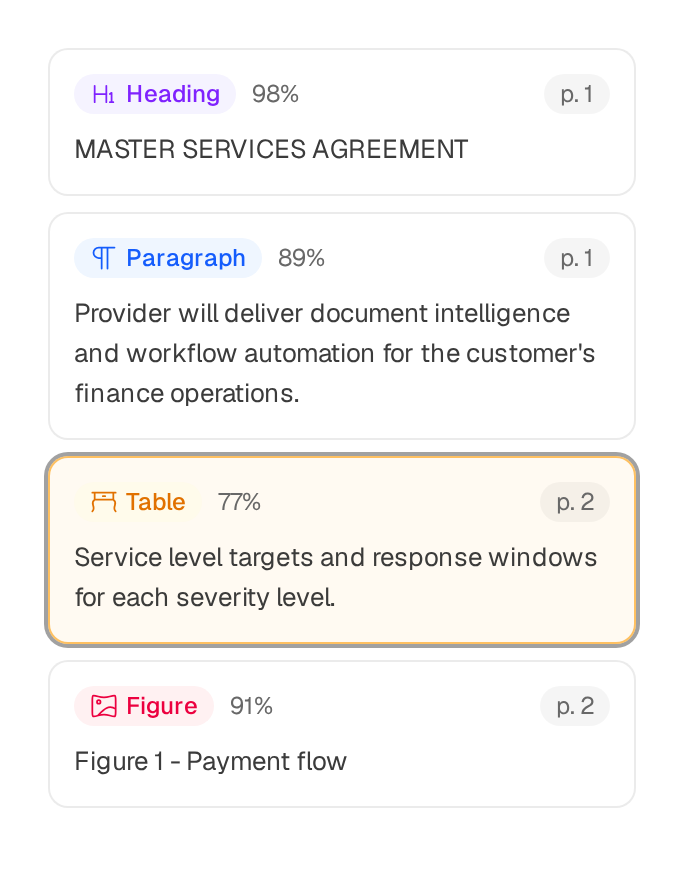 H1 Heading 98% p. 1
MASTER SERVICES AGREEMENT
Paragraph 89% p. 1
Provider will deliver document intelligence
and workflow automation for the customer's
finance operations.
Table 77% p. 2
Service level targets and response windows
for each severity level.
Figure 91% p. 2
Figure 1 - Payment flow